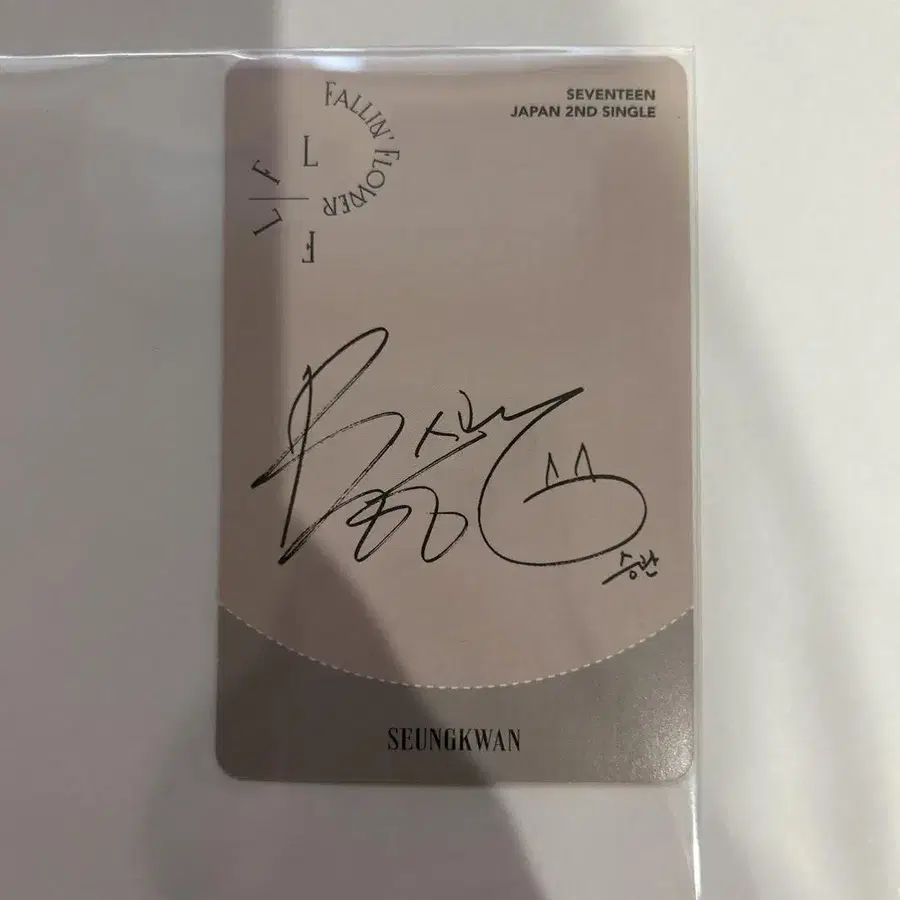 FALLIN' FLOWER
F L
L F
SEVENTEEN
JAPAN 2ND SINGLE
승관
SEUNGKWAN